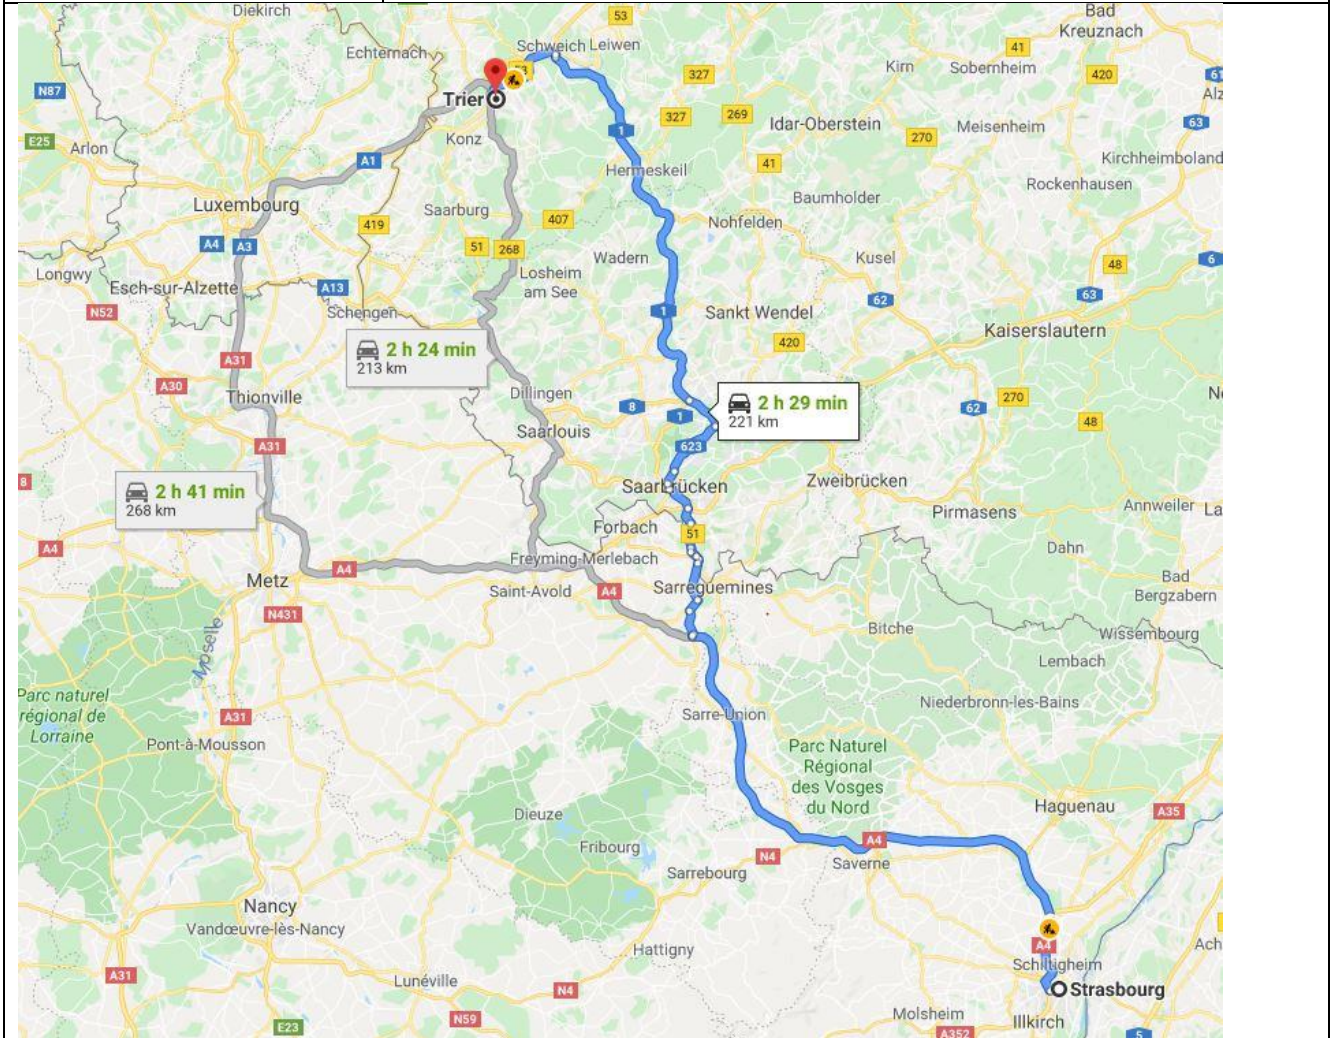 Diekirch
53
Bad
Kreuznach
Echternach
Schweich Leiwen
41
Kirn
Sobernheim
327
420
61
N87
Alz
Trier
327
269
Idar-Oberstein
Meisenheim
63
1
270
E25
Arlon
Konz
A1
41
Kirchheimboland
Hermeskeil
Rockenhausen
Luxembourg
Saarburg
Baumholder
419
407
Nohfelden
A4
A3
51
268
Wadern
Kusel
48
6
Longwy
Losheim
am See
Esch-sur-Alzette
A13
62
63
N52
Schengen
1
Sankt Wendel
Kaiserslautern
2 h 24 min
213 km
420
A31
A30
Thionville
Dillingen
8
1
2 h 29 min
221 km
62
270
Ne
48
Saarlouis
A31
623
8
2 h 41 min
268 km
Saarbrücken
Zweibrücken
Annweiler
La
Pirmasens
Forbach
51
A4
Dahn
Freyming-Merlebach
A4
Metz
Saint-Avold
A4
Sarreguemines
Bad
Bergzabern
N431
Moselle
Bitche
Wissembourg
Lembach
Parc naturel
régional de
Lorraine
A31
Sarre-Union
Niederbronn-les-Bains
Pont-à-Mousson
Parc Naturel
Régional
des Vosges
du Nord
Dieuze
Haguenau
A35
Fribourg
A4
N4
Saverne
Sarrebourg
Nancy
Vandœuvre-lès-Nancy
Hattigny
A4
Ach
Schiltigheim
A31
Lunéville
N4
Strasbourg
Molsheim
Illkirch
E23
N59
A352
5